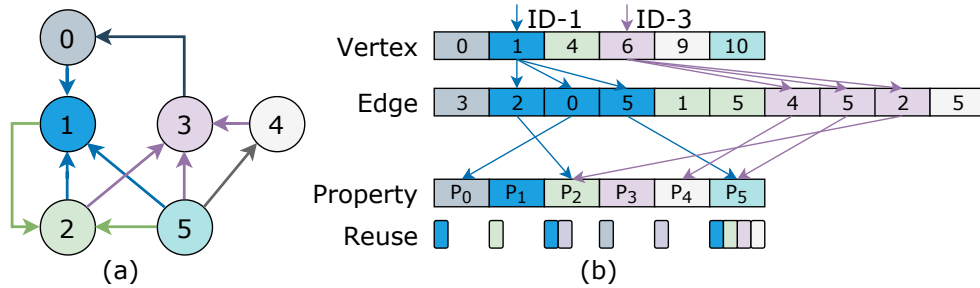 ID-1 ID-3
0 Vertex 0 1 4 6 9 10
1 3 4 Edge 3 2 0 5 1 5 4 5 2 5
2 5 Property P0 P1 P2 P3 P4 P5
Reuse
(a) (b)